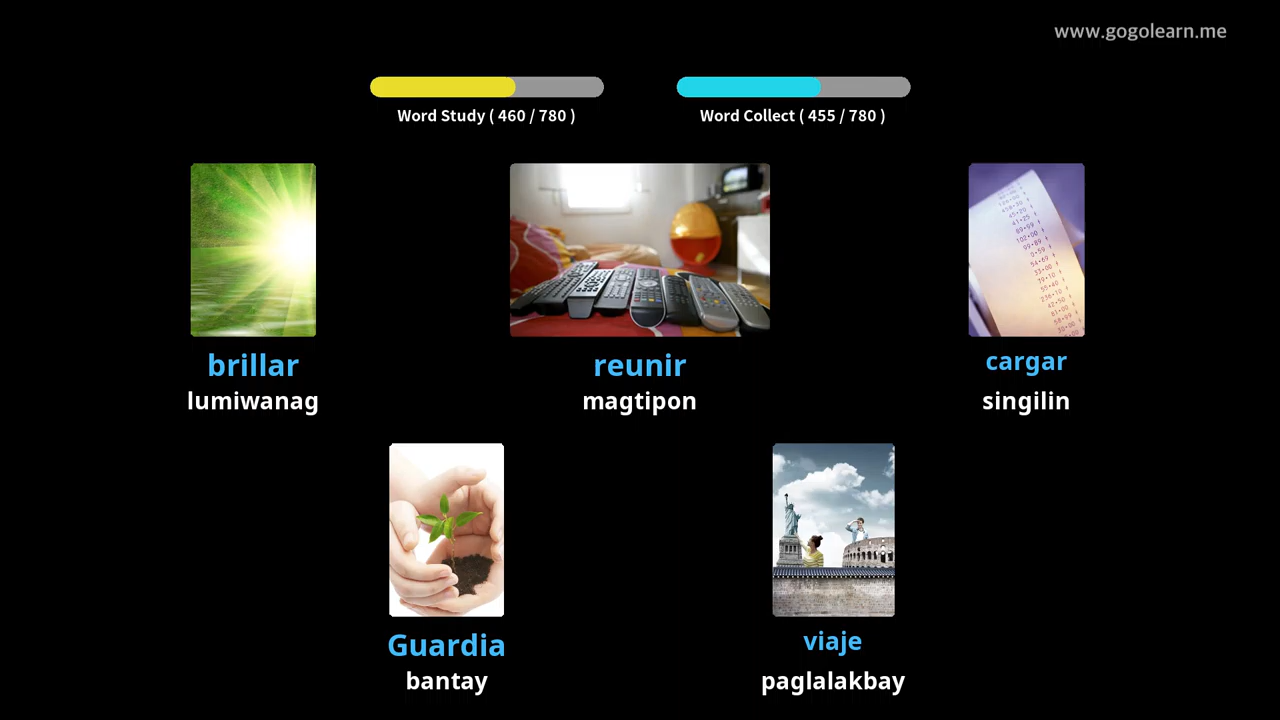 www.gogolearn.me
Word Study ( 460 / 780 )
Word Collect ( 455 / 780 )
brillar
lumiwanag
reunir
magtipon
cargar
singilin
Guardia
bantay
viaje
paglalakbay